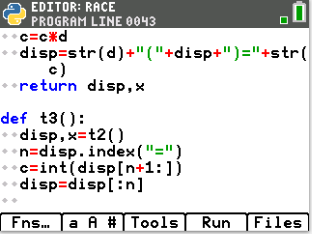 EDITOR: RACE
PROGRAM LINE 0043
c=c*d
disp=str(d)+"("+disp+")="+str(
c)
return disp,x
def t3():
disp,x=t2()
n=disp.index("=")
c=int(disp[n+1:])
disp=disp[:n]
Fns… a A # Tools Run Files